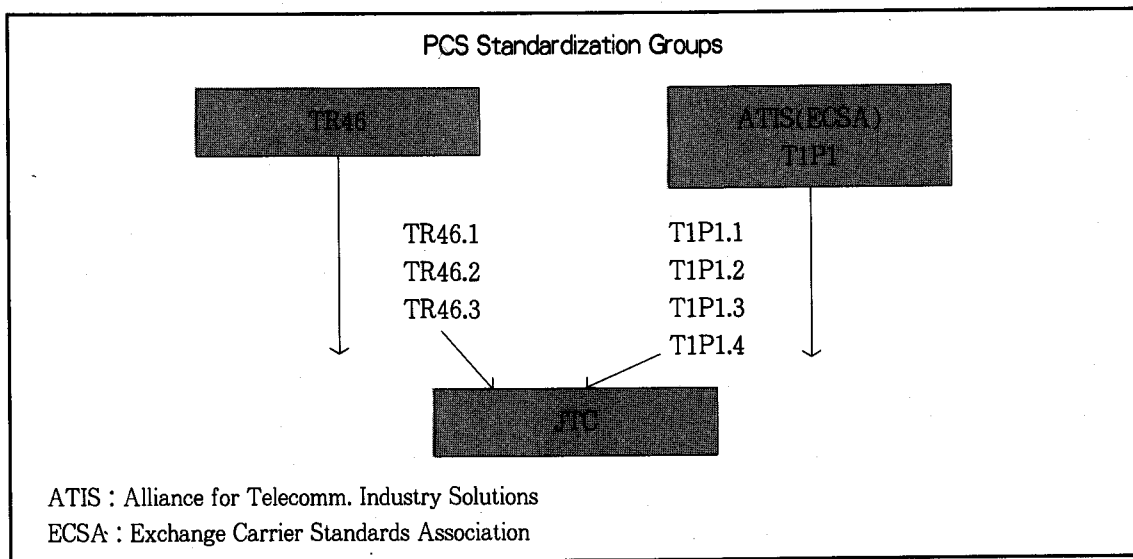 PCS Standardization Groups
TR46
ATIS(ECSA)
T1P1
TR46.1
TR46.2
TR46.3
T1P1.1
T1P1.2
T1P1.3
T1P1.4
JTC
ATIS : Alliance for Telecomm. Industry Solutions
ECSA : Exchange Carrier Standards Association